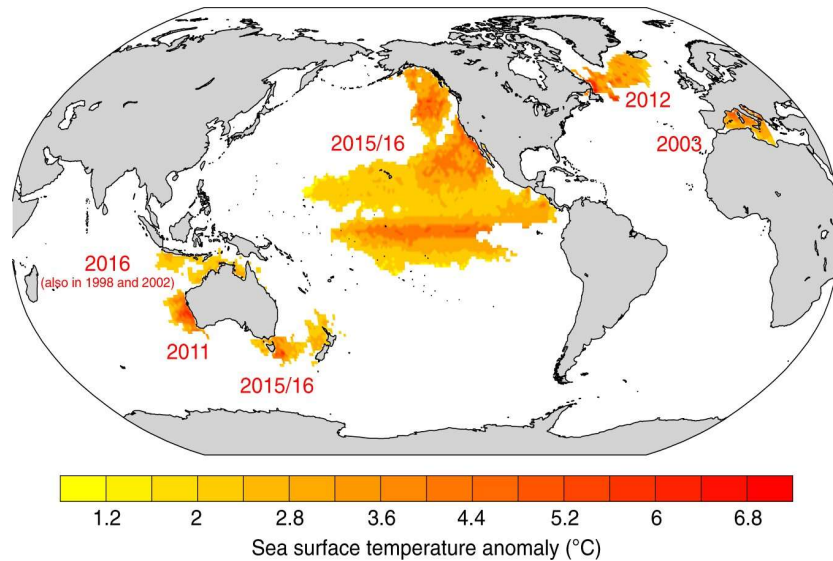 2012
2015/16
2003
2016
(also in 1998 and 2002)
2011
2015/16
1.2 2 2.8 3.6 4.4 5.2 6 6.8
Sea surface temperature anomaly (°C)